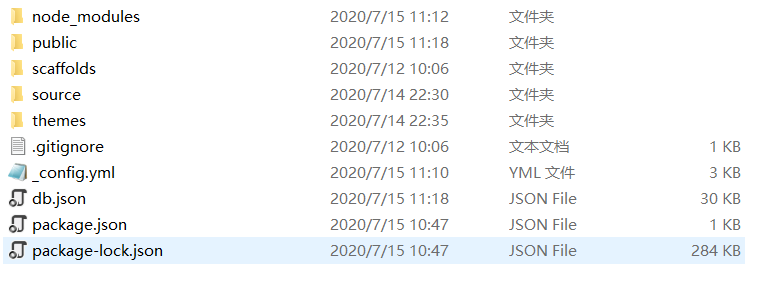 node_modules 2020/7/15 11:12 文件夹
public 2020/7/15 11:18 文件夹
scaffolds 2020/7/12 10:06 文件夹
source 2020/7/14 22:30 文件夹
themes 2020/7/14 22:35 文件夹
.gitignore 2020/7/12 10:06 文本文档 1 KB
_config.yml 2020/7/15 11:10 YML 文件 3 KB
db.json 2020/7/15 11:18 JSON File 30 KB
package.json 2020/7/15 10:47 JSON File 1 KB
package-lock.json 2020/7/15 10:47 JSON File 284 KB